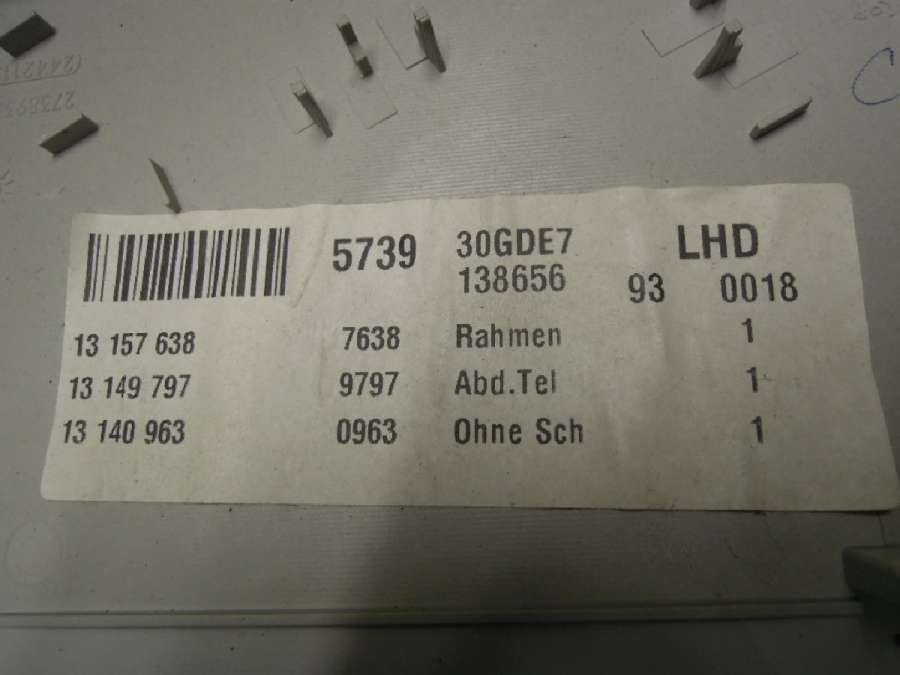 5739 30GDE7 LHD
138656 93 0018
13 157 638 7638 Rahmen 1
13 149 797 9797 Abd.Tel 1
13 140 963 0963 Ohne Sch 1